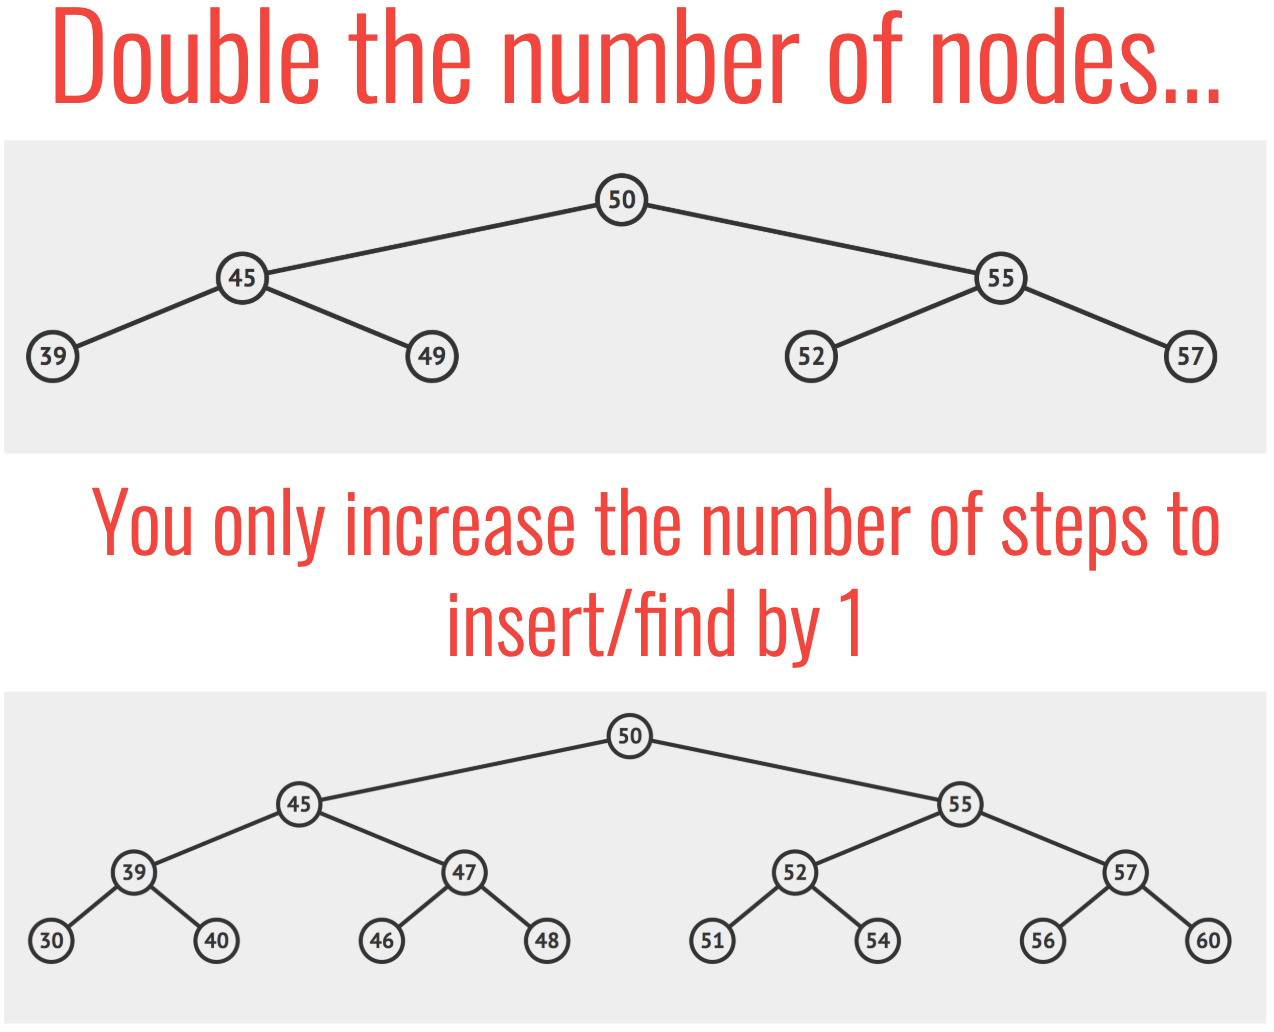 Double the number of nodes...
50
45 55
39 49 52 57
You only increase the number of steps to
insert/find by 1
50
45 55
39 47 52 57
30 40 46 48 51 54 56 60